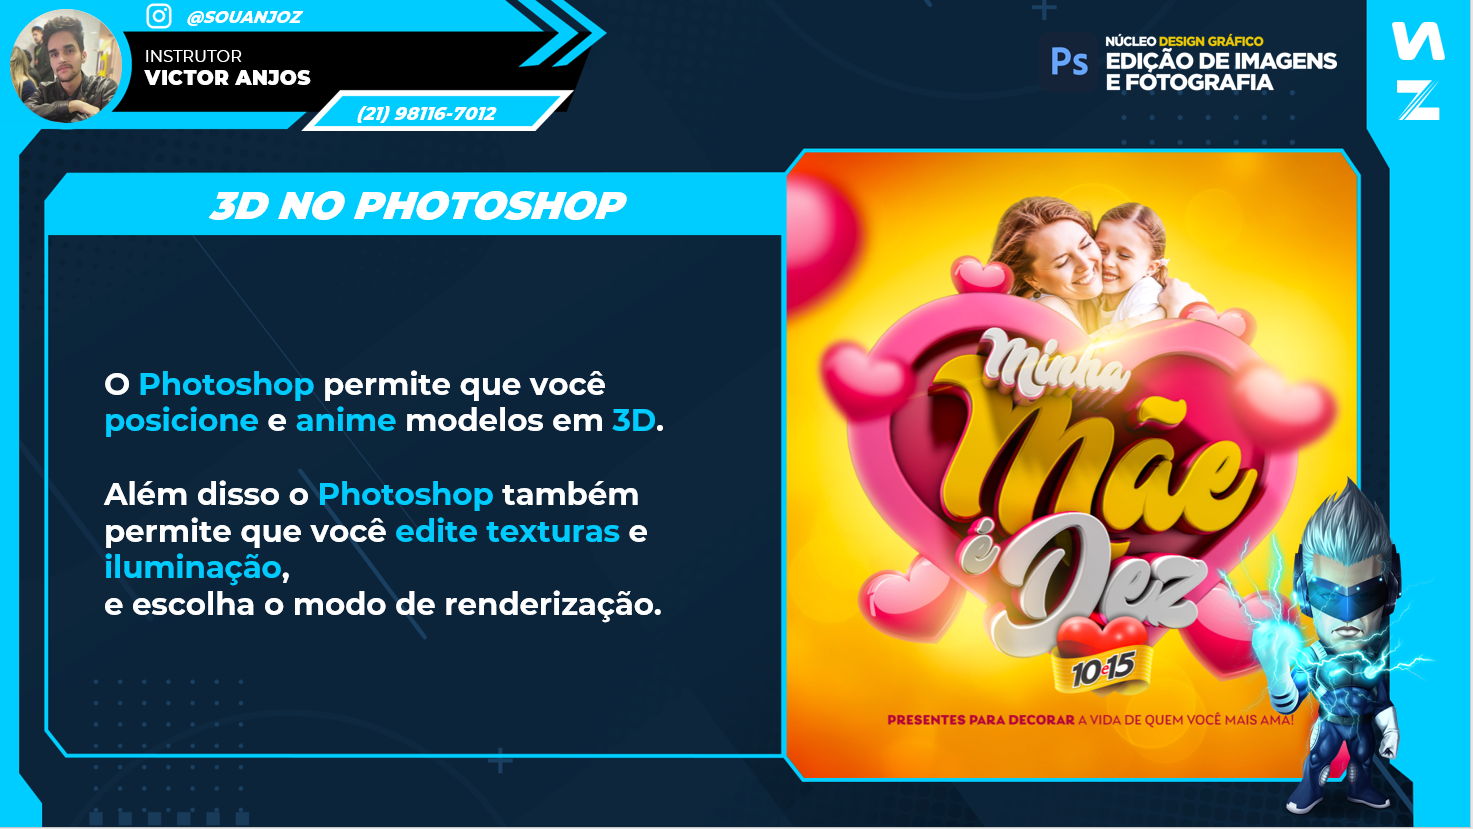 @SOUANJOZ
INSTRUTOR
VICTOR ANJOS
(21) 98116-7012
Ps
NÚCLEO DESIGN GRÁFICO
EDIÇÃO DE IMAGENS
E FOTOGRAFIA
3D NO PHOTOSHOP
O Photoshop permite que você
posicione e anime modelos em 3D.
Além disso o Photoshop também
permite que você edite texturas e
iluminação,
e escolha o modo de renderização.
Minha
Mãe
é Dez
10e15
PRESENTES PARA DECORAR A VIDA DE QUEM VOCÊ MAIS AMA!